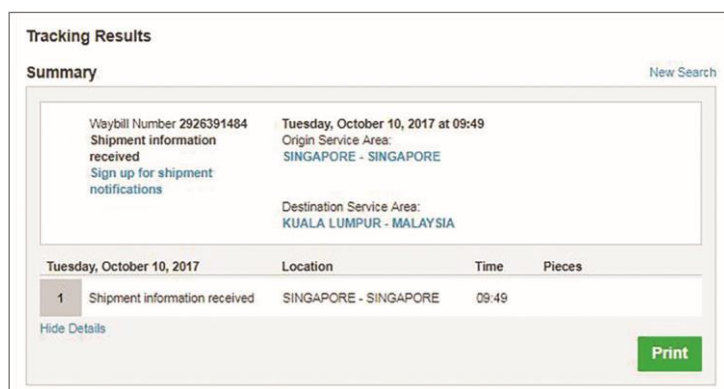 Tracking Results
Summary
New Search
Waybill Number 2926391484
Shipment information
received
Sign up for shipment
notifications
Tuesday, October 10, 2017 at 09:49
Origin Service Area:
SINGAPORE - SINGAPORE
Destination Service Area:
KUALA LUMPUR - MALAYSIA
Tuesday, October 10, 2017 Location Time Pieces
1 Shipment information received SINGAPORE - SINGAPORE 09:49
Hide Details
Print